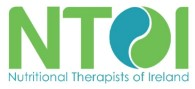 NTOI
Nutritional Therapists of Ireland